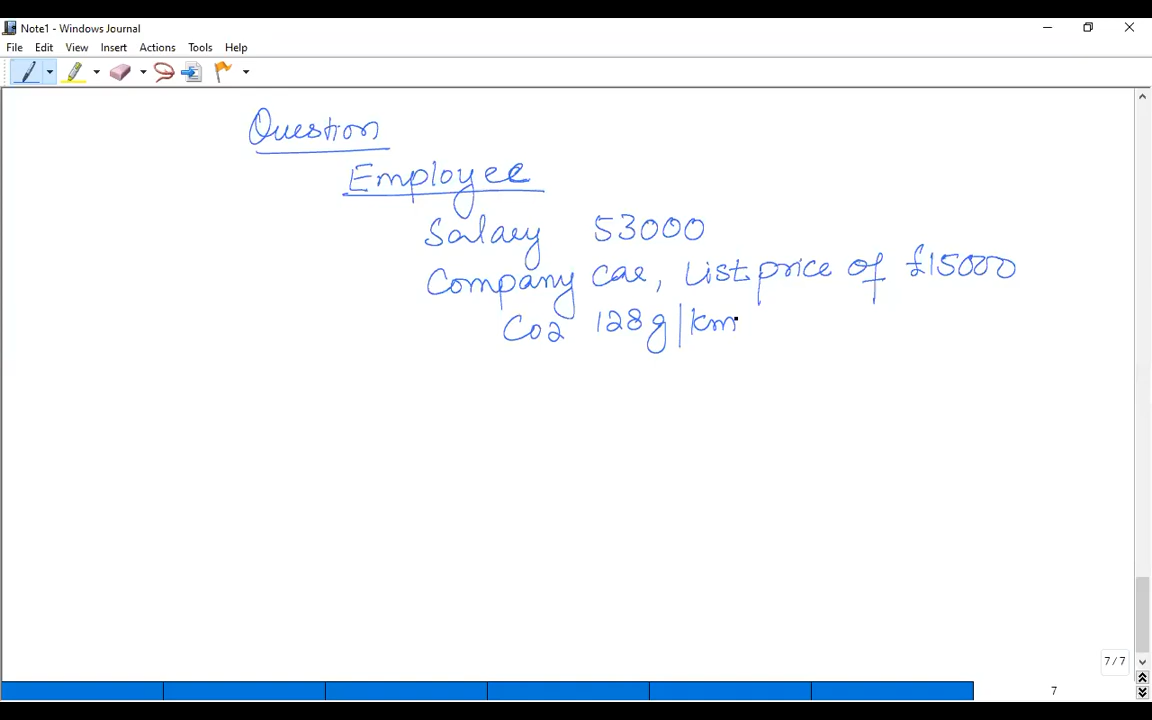 Note1 - Windows Journal
File Edit View Insert Actions Tools Help
Question
Employee
Salary 53000
Company car, List price of £15000
CO2 128g/km
7/7
7